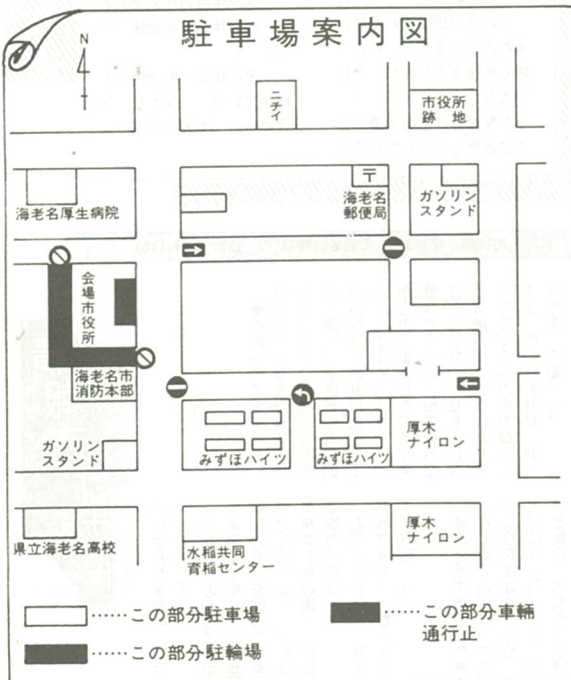 駐車場案内図
N
ニチイ
市役所
跡地
〒
海老名
郵便局
ガソリン
スタンド
海老名厚生病院
会場市役所
海老名市
消防本部
厚木
ナイロン
ガソリン
スタンド
みずほハイツ
みずほハイツ
県立海老名高校
水稲共同
育稲センター
厚木
ナイロン
……この部分駐車場
……この部分車輛
通行止
……この部分駐輪場